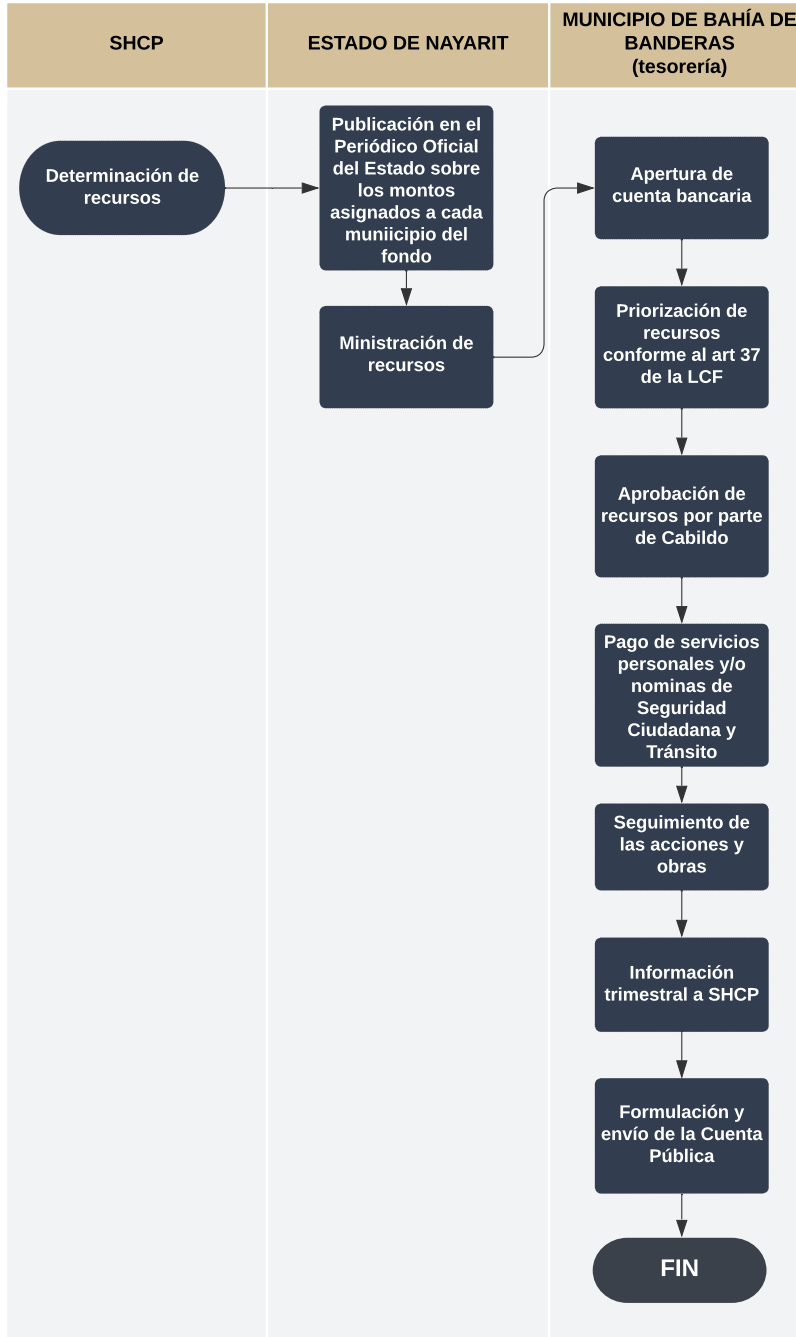 SHCP
ESTADO DE NAYARIT
MUNICIPIO DE BAHÍA DE
BANDERAS
(tesorería)
Determinación de
recursos
Publicación en el
Periódico Oficial
del Estado sobre
los montos
asignados a cada
muniicipio del
fondo
Ministración de
recursos
Apertura de
cuenta bancaria
Priorización de
recursos
conforme al art 37
de la LCF
Aprobación de
recursos por parte
de Cabildo
Pago de servicios
personales y/o
nominas de
Seguridad
Ciudadana y
Tránsito
Seguimiento de
las acciones y
obras
Información
trimestral a SHCP
Formulación y
envío de la Cuenta
Pública
FIN